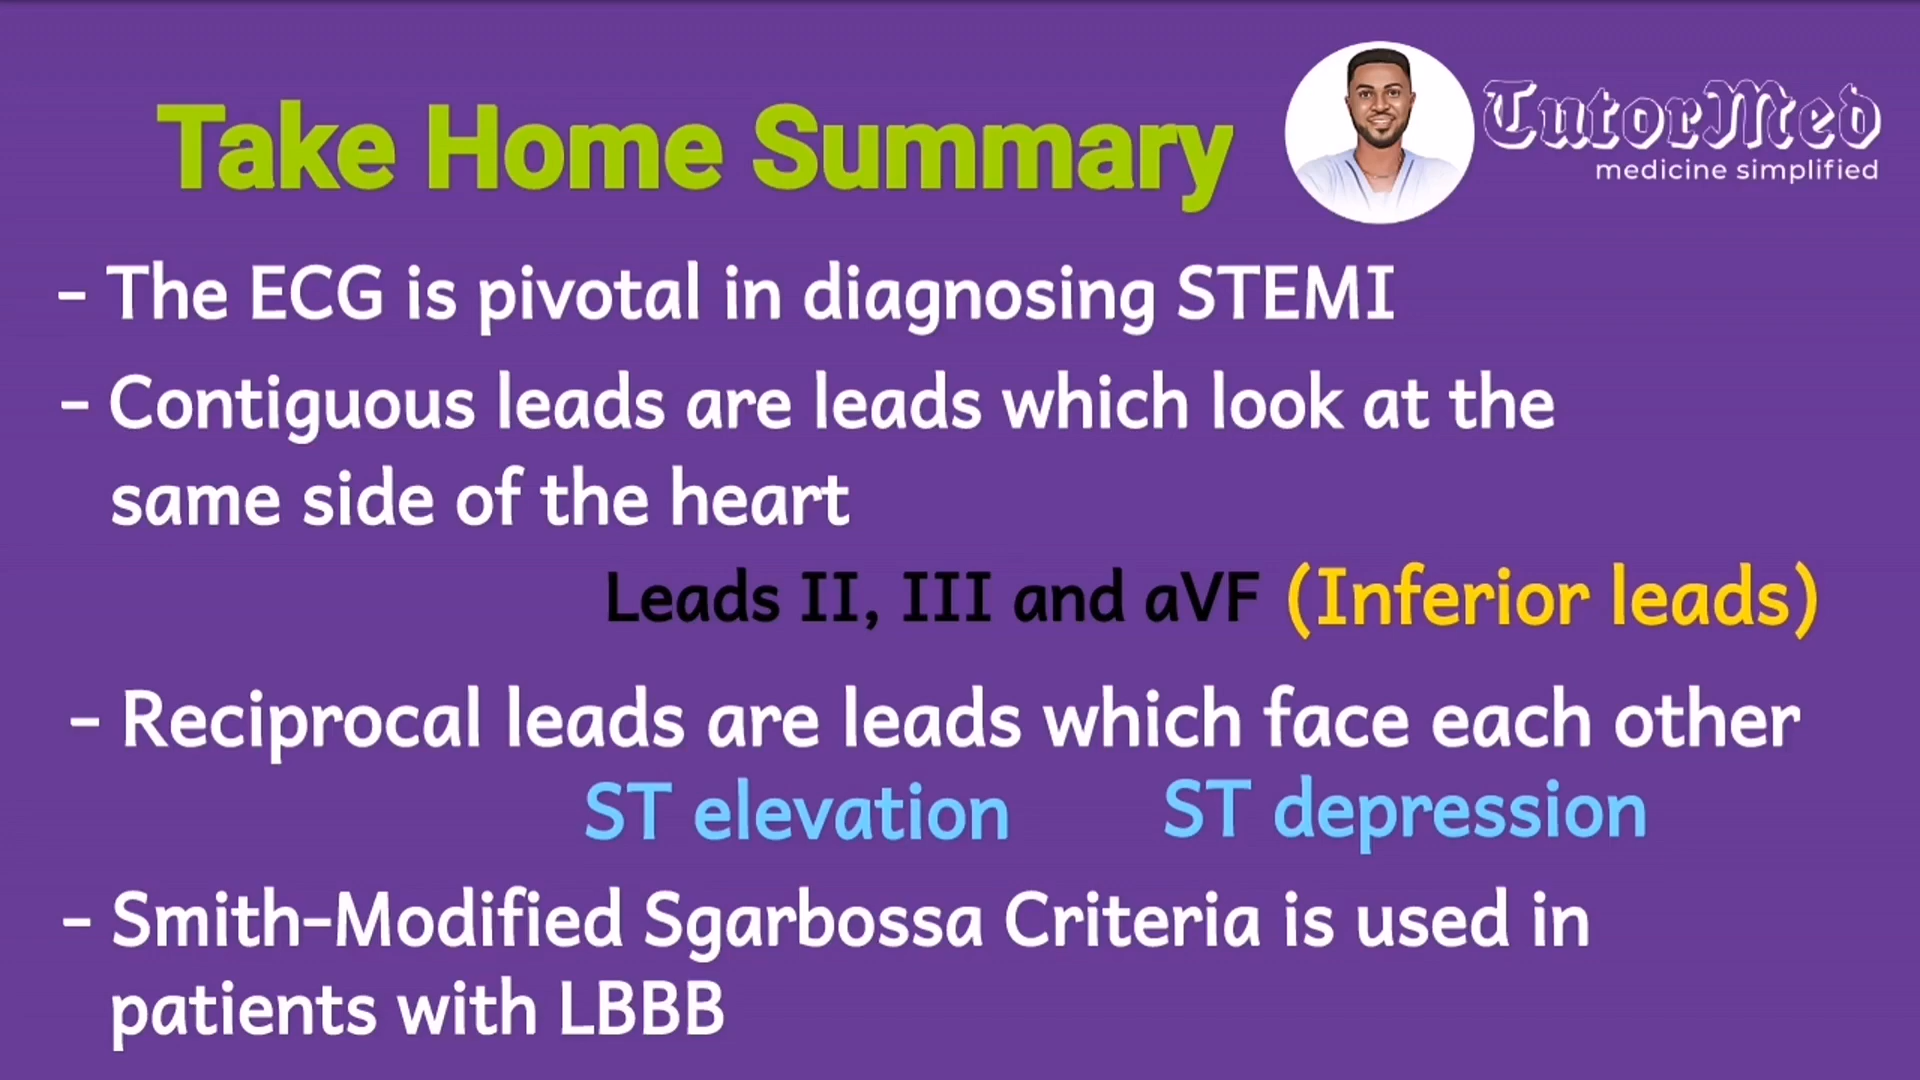 Take Home Summary
TutorMed
medicine simplified
- The ECG is pivotal in diagnosing STEMI
- Contiguous leads are leads which look at the
same side of the heart
Leads II, III and aVF (Inferior leads)
- Reciprocal leads are leads which face each other
ST elevation ST depression
- Smith-Modified Sgarbossa Criteria is used in
patients with LBBB